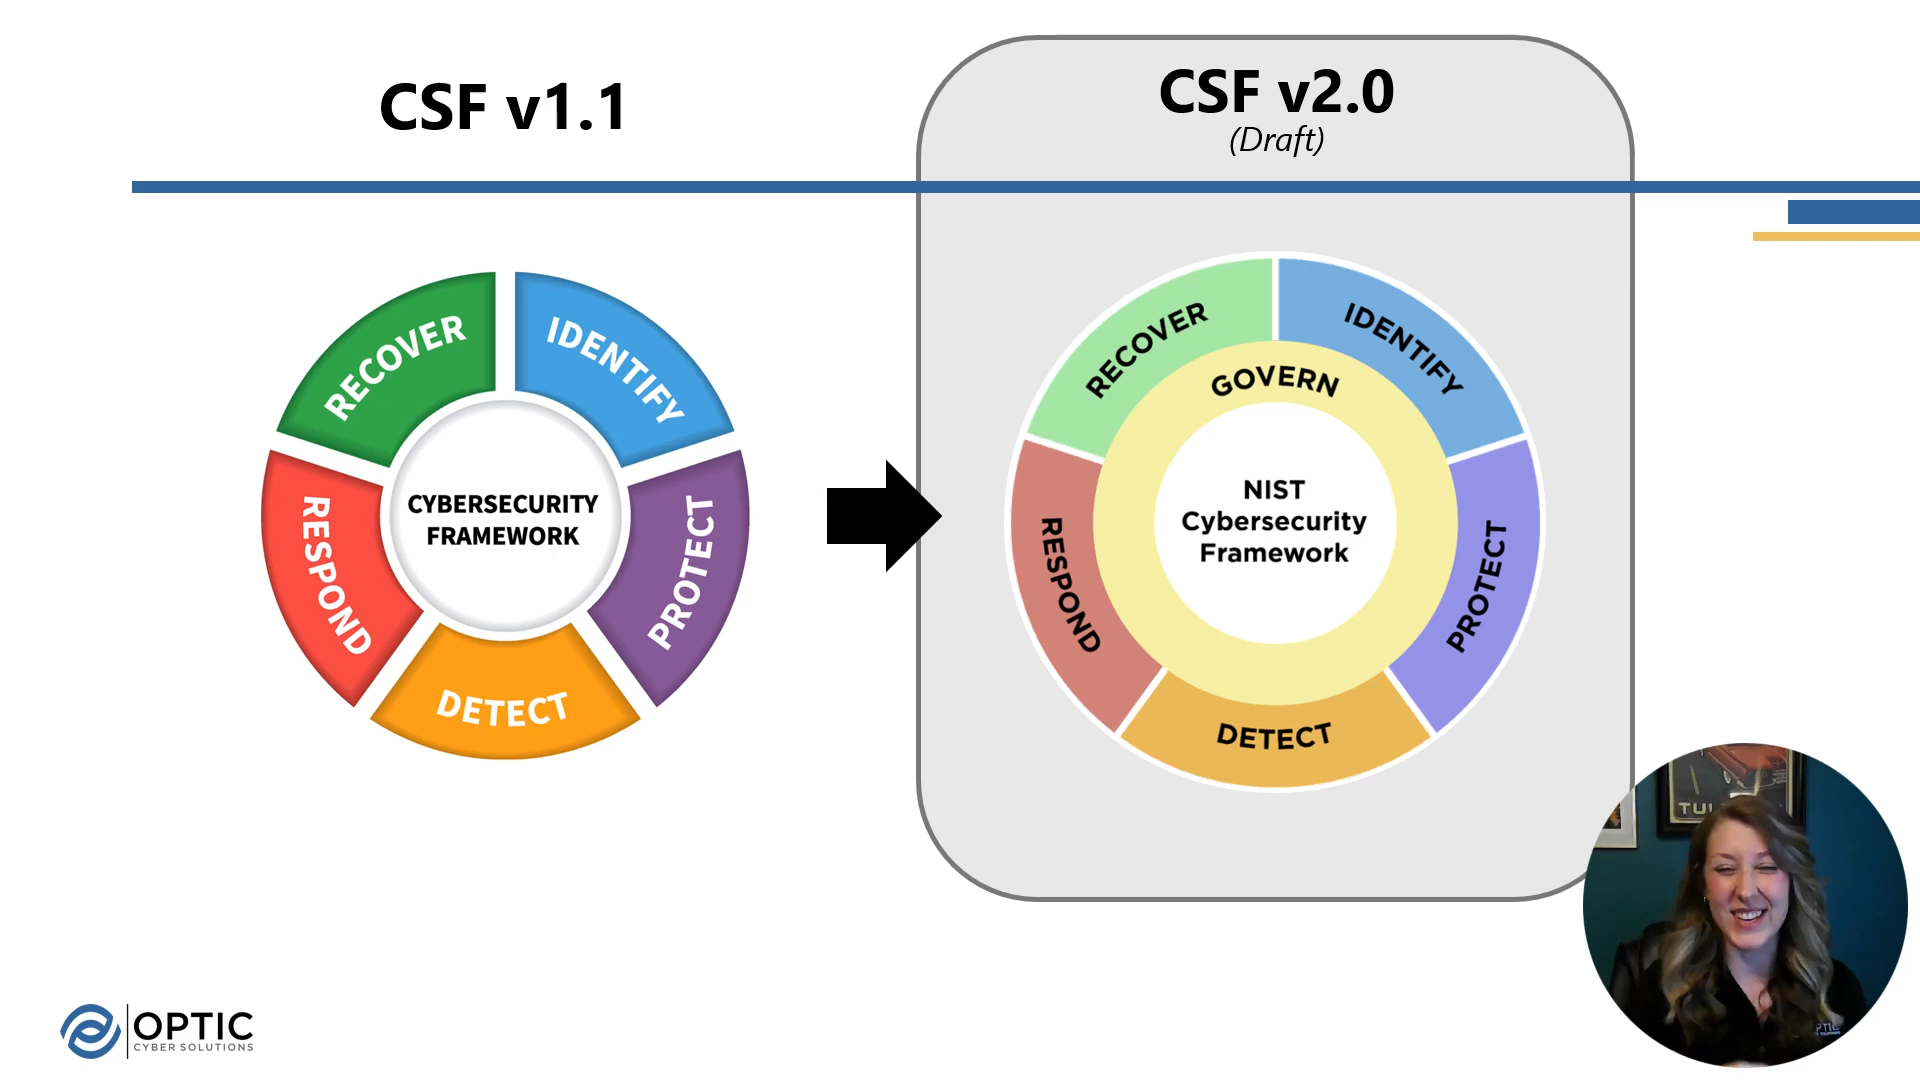 CSF v1.1
CSF v2.0
(Draft)
RECOVER
IDENTIFY
PROTECT
DETECT
RESPOND
CYBERSECURITY
FRAMEWORK
RECOVER
IDENTIFY
PROTECT
DETECT
RESPOND
GOVERN
NIST
Cybersecurity
Framework
OPTIC
CYBER SOLUTIONS